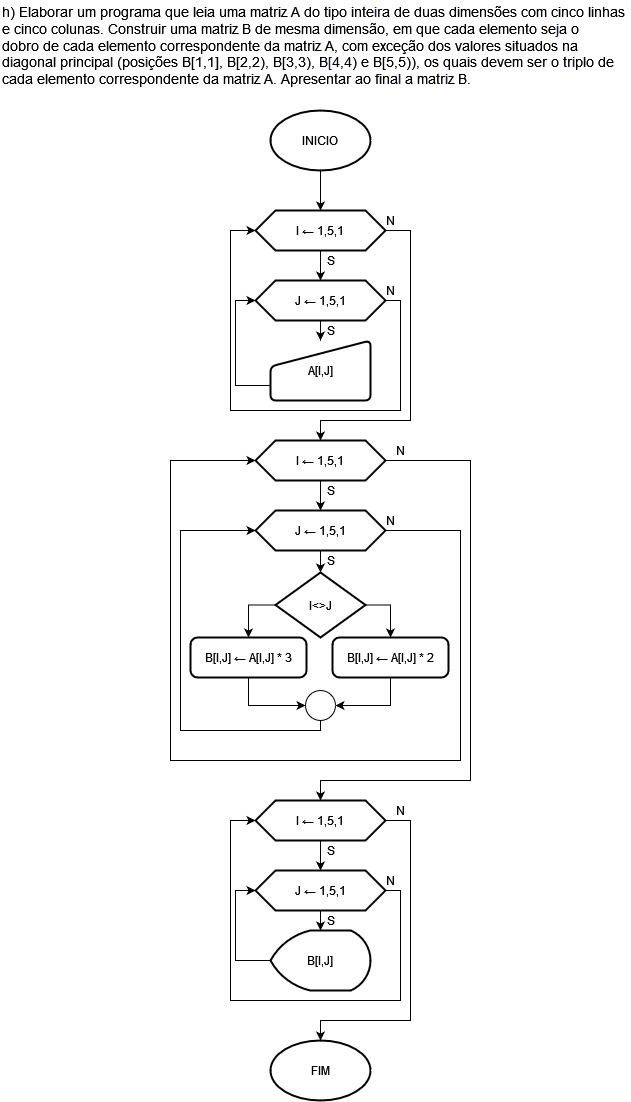 h) Elaborar um programa que leia uma matriz A do tipo inteira de duas dimensões com cinco linhas
e cinco colunas. Construir uma matriz B de mesma dimensão, em que cada elemento seja o
dobro de cada elemento correspondente da matriz A, com exceção dos valores situados na
diagonal principal (posições B[1,1], B[2,2), B[3,3), B[4,4) e B[5,5)), os quais devem ser o triplo de
cada elemento correspondente da matriz A. Apresentar ao final a matriz B.
INICIO
I ← 1,5,1
N
S
J ← 1,5,1
N
S
A[I,J]
I ← 1,5,1
N
S
J ← 1,5,1
N
S
I<>J
B[I,J] ← A[I,J] * 3
B[I,J] ← A[I,J] * 2
I ← 1,5,1
N
S
J ← 1,5,1
N
S
B[I,J]
FIM